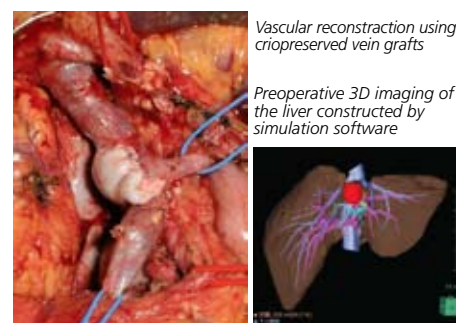 Vascular reconstraction using
criopreserved vein grafts
Preoperative 3D imaging of
the liver constructed by
simulation software